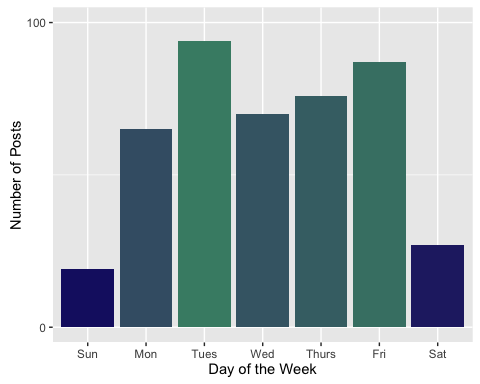 100
0
Number of Posts
Sun Mon Tues Wed Thurs Fri Sat
Day of the Week